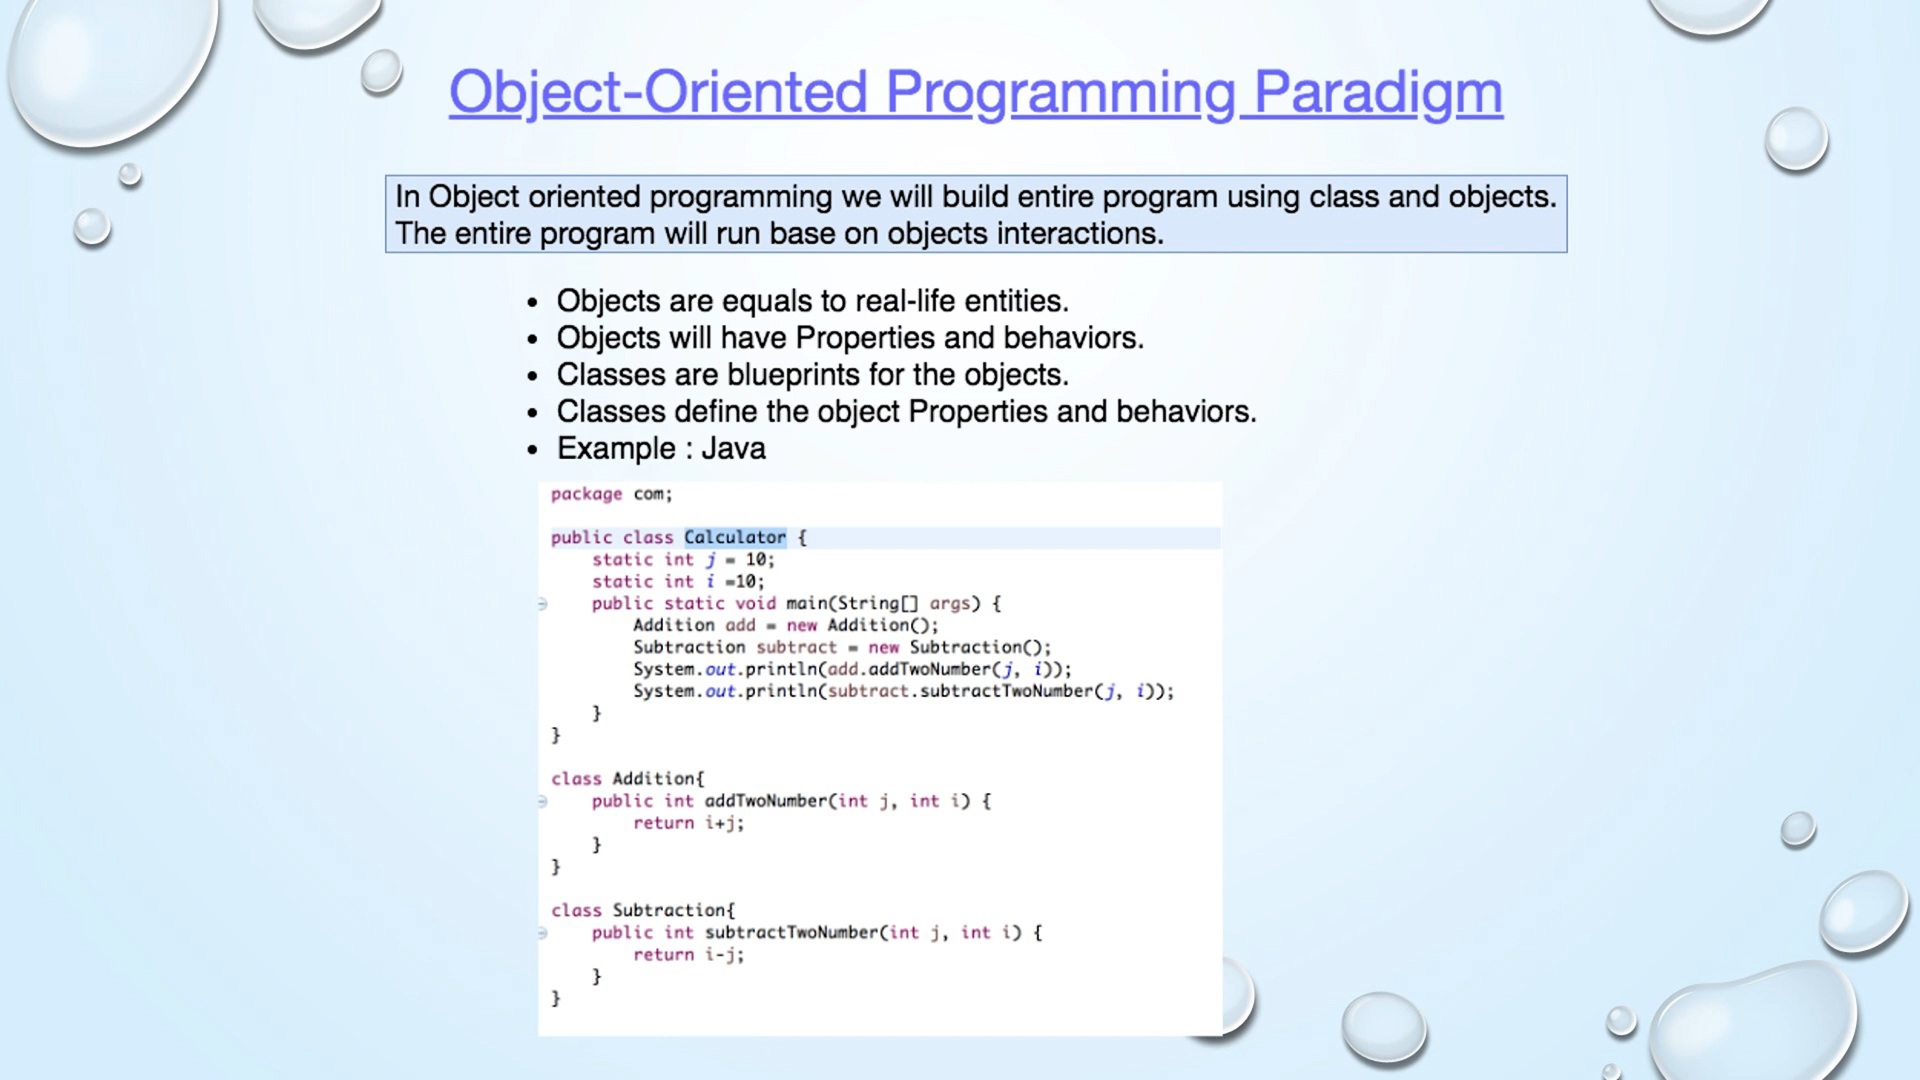 Object-Oriented Programming Paradigm
In Object oriented programming we will build entire program using class and objects.
The entire program will run base on objects interactions.
• Objects are equals to real-life entities.
• Objects will have Properties and behaviors.
• Classes are blueprints for the objects.
• Classes define the object Properties and behaviors.
• Example : Java
package com;
public class Calculator {
static int j = 10;
static int i =10;
public static void main(String[] args) {
Addition add = new Addition();
Subtraction subtract = new Subtraction();
System.out.println(add.addTwoNumber(j, i));
System.out.println(subtract.subtractTwoNumber(j, i));
}
}
class Addition{
public int addTwoNumber(int j, int i) {
return i+j;
}
}
class Subtraction{
public int subtractTwoNumber(int j, int i) {
return i-j;
}
}